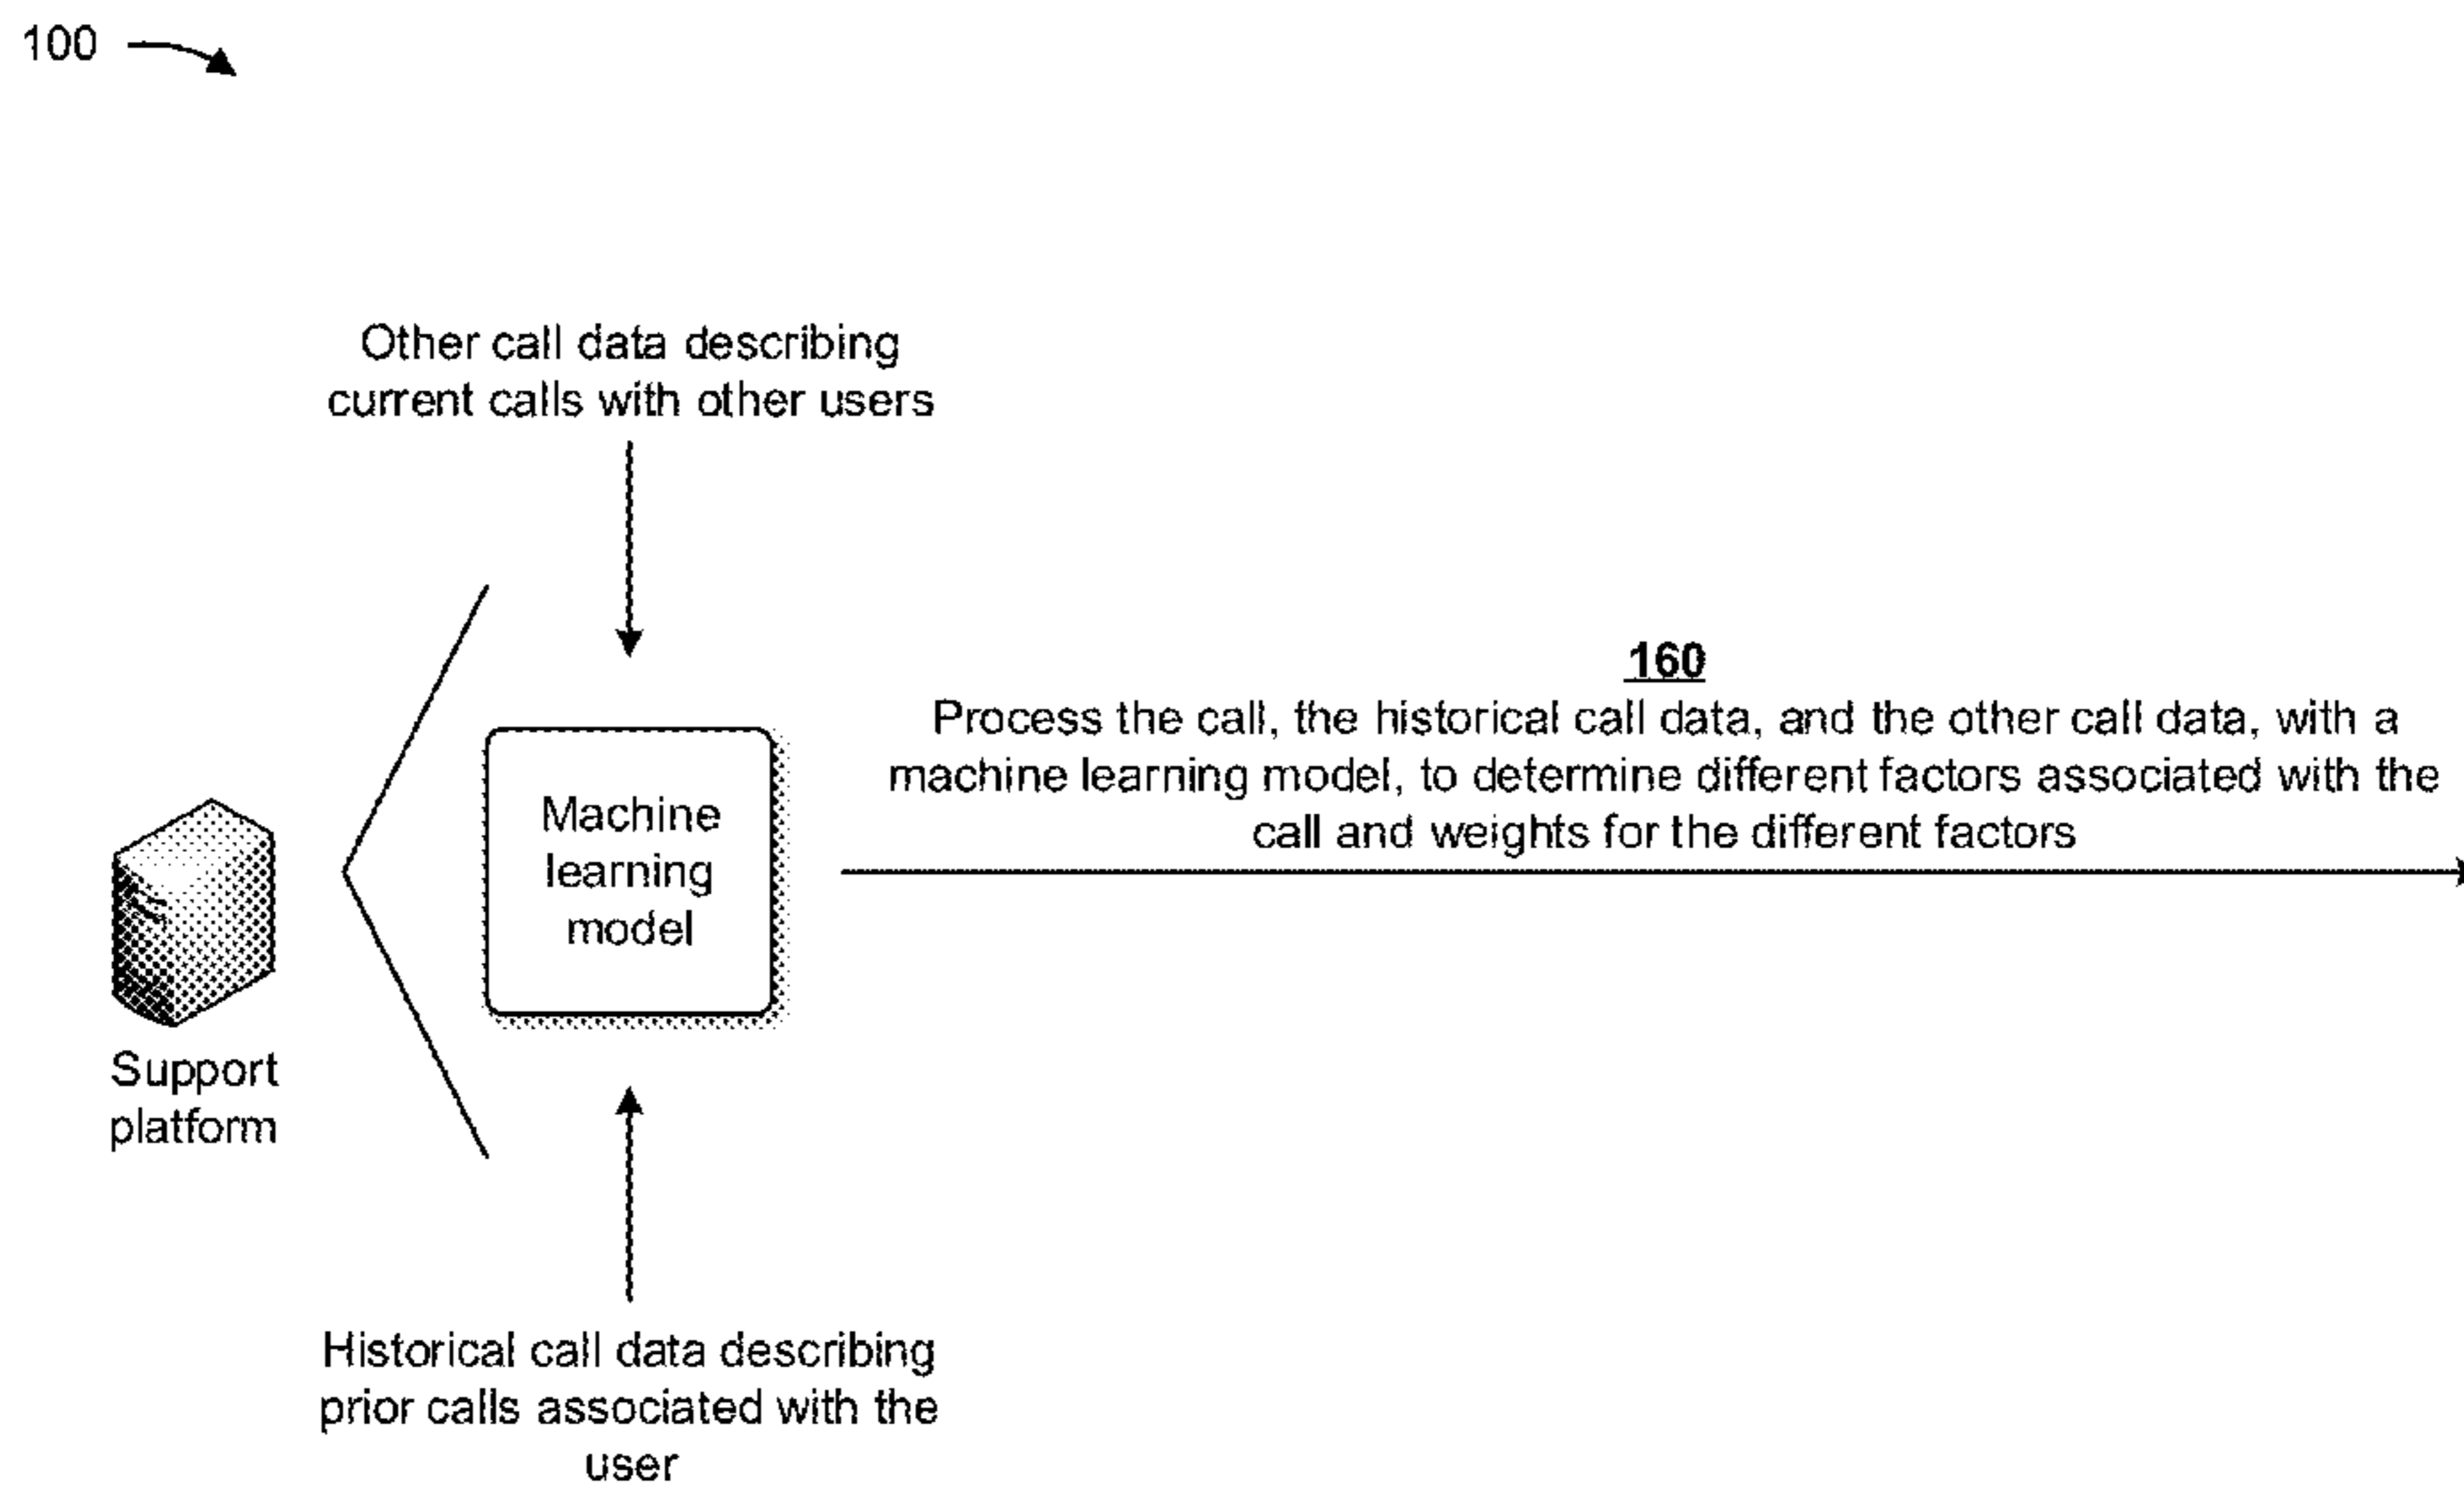 100
Other call data describing
current calls with other users
160
Process the call, the historical call data, and the other call data, with a
machine learning model, to determine different factors associated with the
call and weights for the different factors
Machine
learning
model
Support
platform
Historical call data describing
prior calls associated with the
user